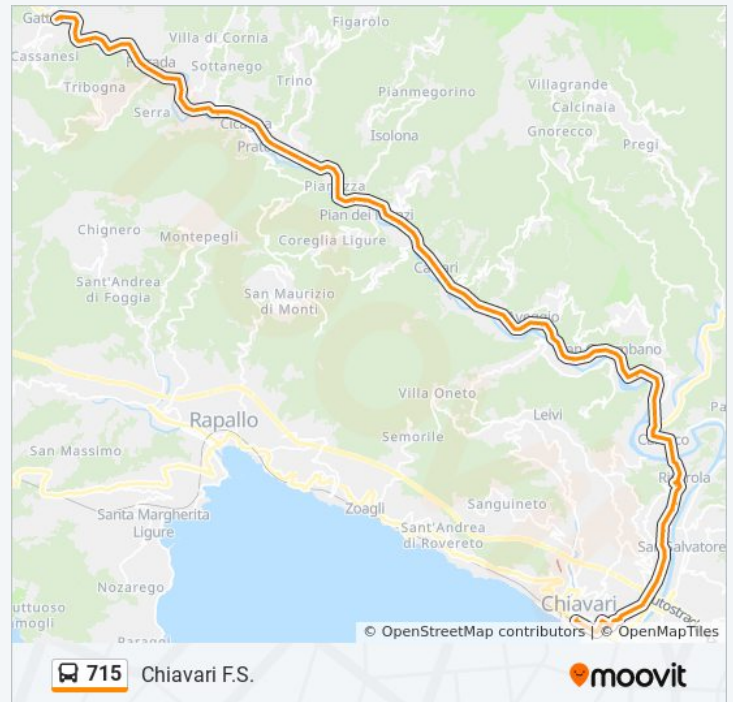 Figarolo
Villa di Cornia
Cassanesi
Sottanego
Trino
Tribogna
Serra
Pianmegorino
Villagrande
Calcinaia
Gnorecco
Pregi
Isolona
Chignero
Montepegli
Coreglia Ligure
Sant'Andrea
di Foggia
San Maurizio
di Monti
Villa Oneto
Leivi
Rapallo
Semorile
San Massimo
Zoagli
Sanguineto
Santa Margherita
Ligure
Sant'Andrea
di Rovereto
Nozarego
Chiavari
© OpenStreetMap contributors | © OpenMapTiles
715 Chiavari F.S.
moovit